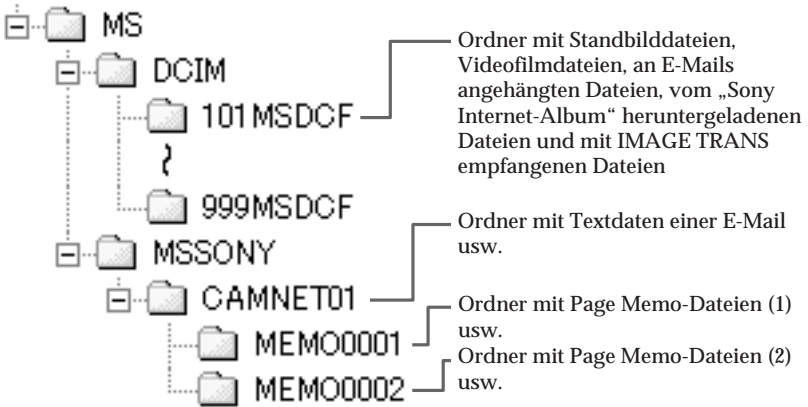 MS
DCIM
101MSDCF
999MSDCF
MSSONY
CAMNET01
MEMO0001
MEMO0002
Ordner mit Standbilddateien,
Videofilmdateien, an E-Mails
angehängten Dateien, vom „Sony
Internet-Album“ heruntergeladenen
Dateien und mit IMAGE TRANS
empfangenen Dateien
Ordner mit Textdaten einer E-Mail
usw.
Ordner mit Page Memo-Dateien (1)
usw.
Ordner mit Page Memo-Dateien (2)
usw.